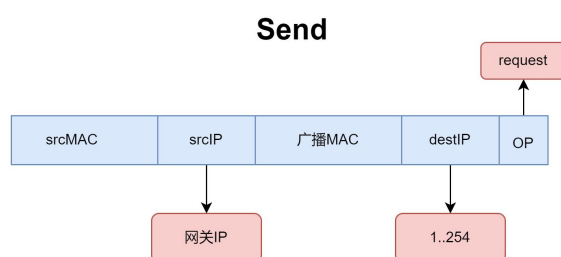 Send
request
srcMAC
srcIP
广播MAC
destIP
OP
网关IP
1..254